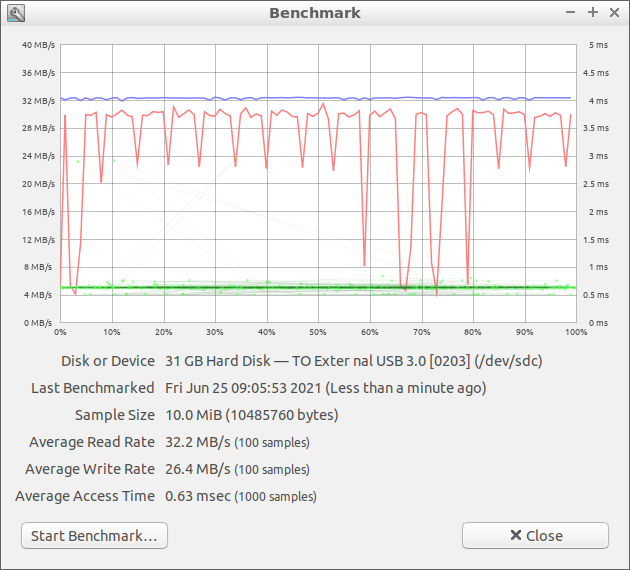 Benchmark
40 MB/s 5 ms
36 MB/s 4.5 ms
32 MB/s 4 ms
28 MB/s 3.5 ms
24 MB/s 3 ms
20 MB/s 2.5 ms
16 MB/s 2 ms
12 MB/s 1.5 ms
8 MB/s 1 ms
4 MB/s 0.5 ms
0 MB/s 0 ms
0% 10% 20% 30% 40% 50% 60% 70% 80% 90% 100%
Disk or Device 31 GB Hard Disk — TO Exter nal USB 3.0 [0203] (/dev/sdc)
Last Benchmarked Fri Jun 25 09:05:53 2021 (Less than a minute ago)
Sample Size 10.0 MiB (10485760 bytes)
Average Read Rate 32.2 MB/s (100 samples)
Average Write Rate 26.4 MB/s (100 samples)
Average Access Time 0.63 msec (1000 samples)
Start Benchmark... Close